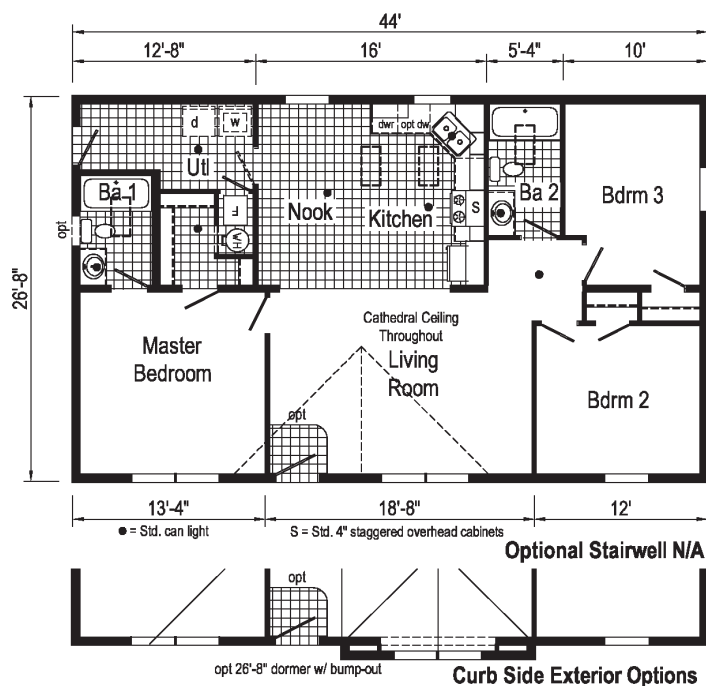 44'
12'-8"
16'
5'-4"
10'
26'-8"
d
w
dwr
opt dw
Utl
Ba 1
opt
F
WH
Nook
Kitchen
S
Ba 2
Bdrm 3
Master
Bedroom
Cathedral Ceiling
Throughout
Living
Room
opt
Bdrm 2
13'-4"
18'-8"
12'
● = Std. can light
S = Std. 4" staggered overhead cabinets
Optional Stairwell N/A
opt
opt 26'-8" dormer w/ bump-out
Curb Side Exterior Options